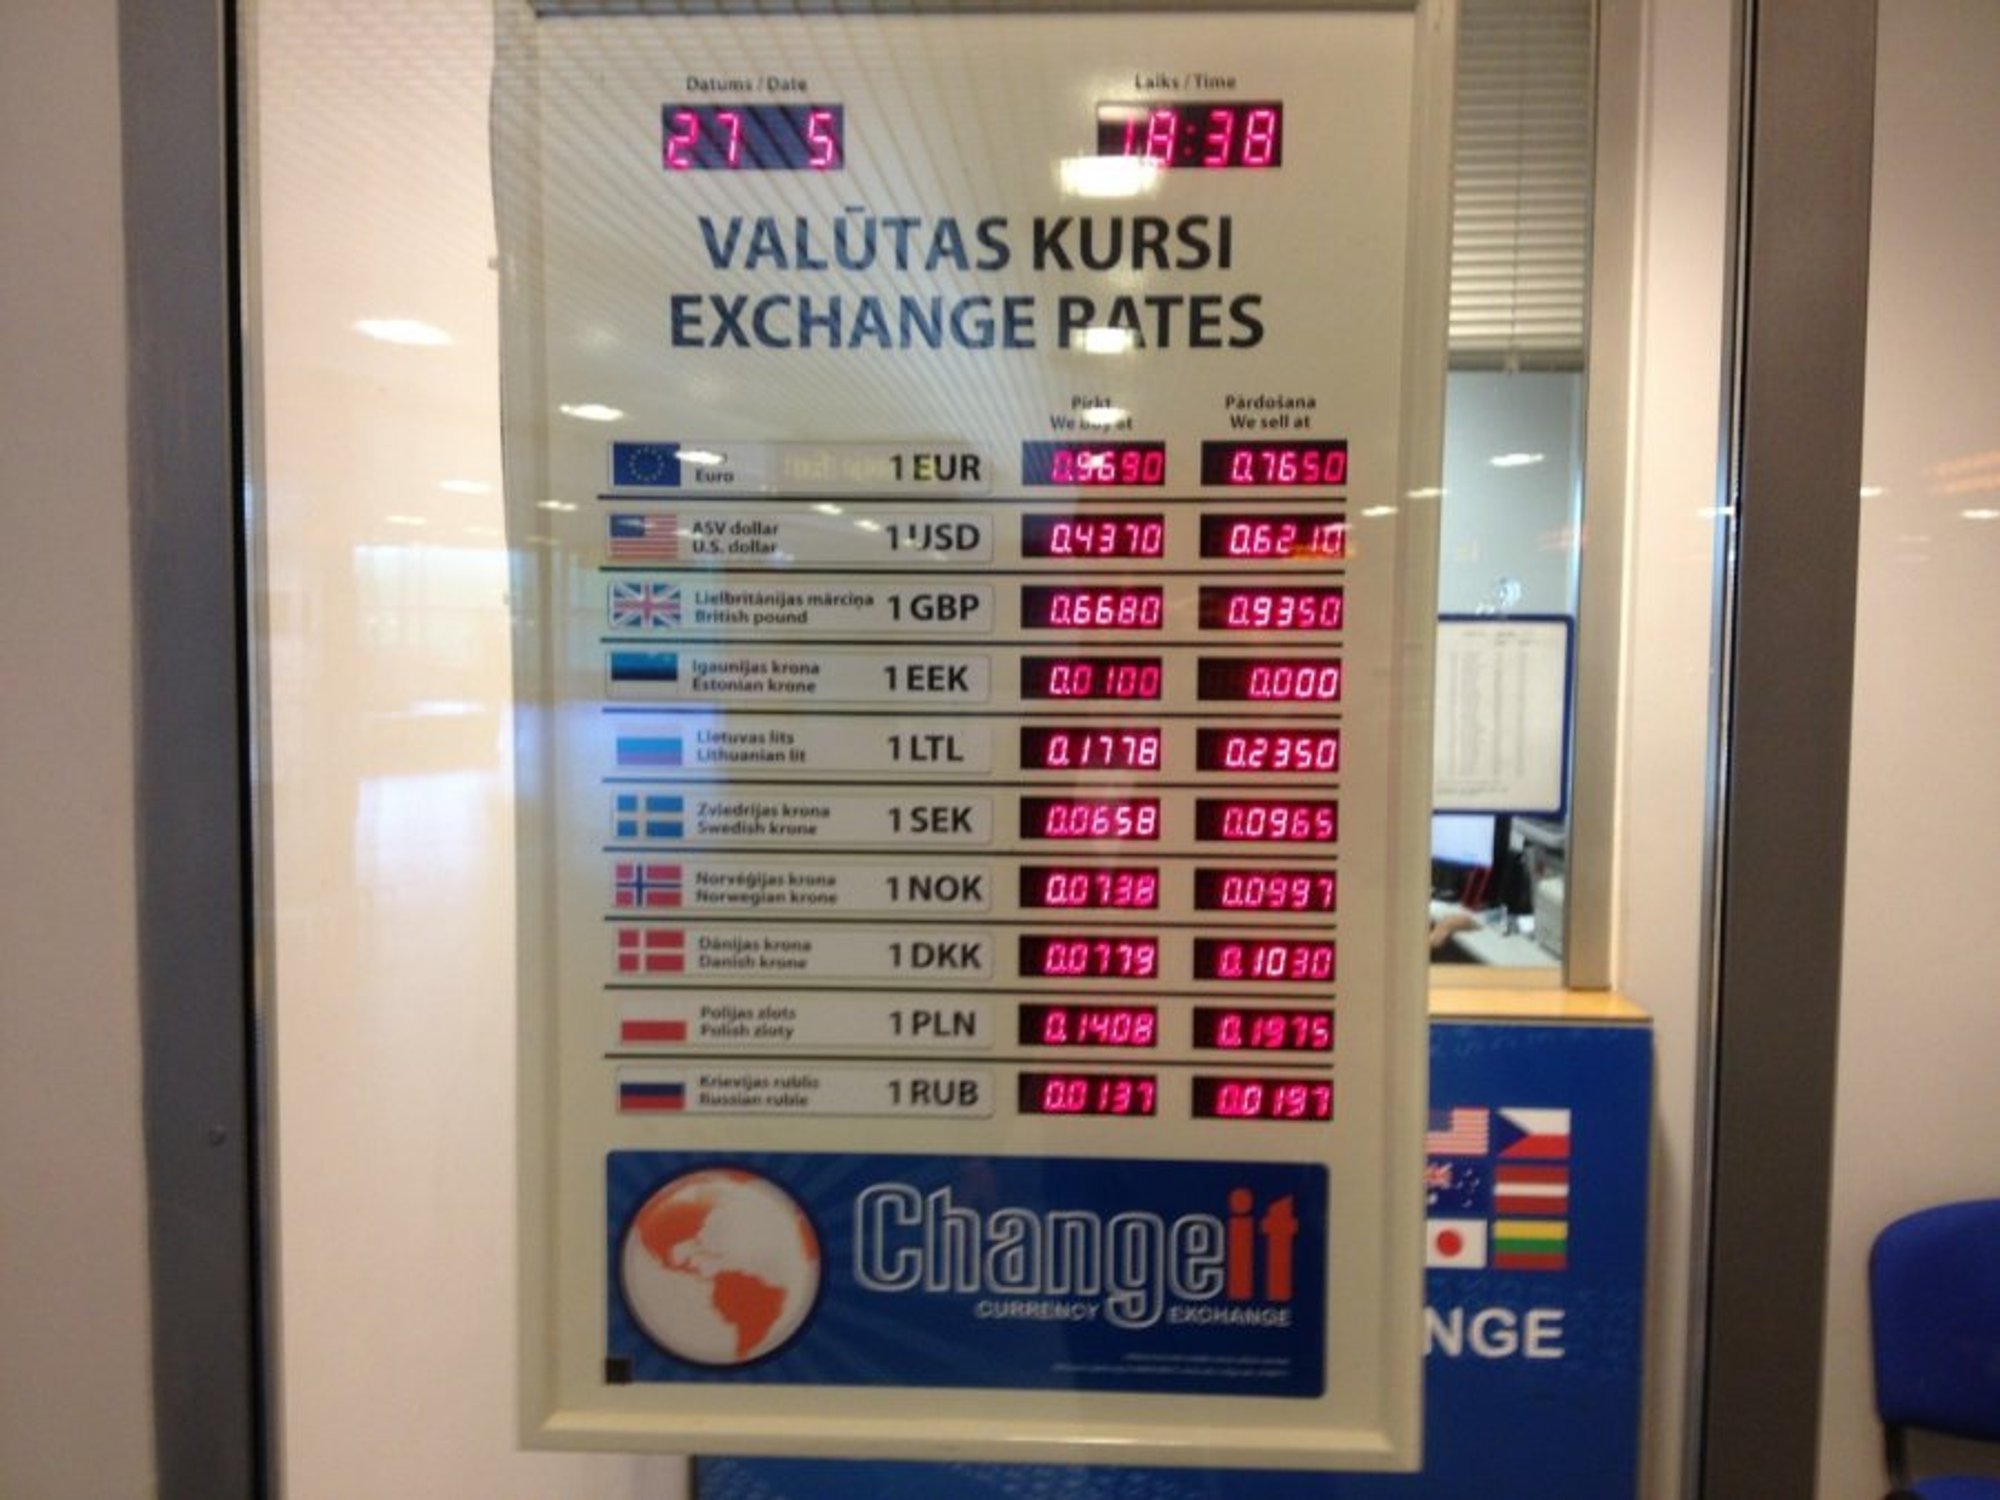 Datums / Date
Laiks / Time
27 5
18:38
VALŪTAS KURSI
EXCHANGE RATES
Pirkt
We buy at
Pārdošana
We sell at
Euro 1 EUR 0.9690 0.7650
ASV dollar
U.S. dollar 1 USD 0.4370 0.6210
Lielbritānijas mārciņa
British pound 1 GBP 0.6680 0.9350
Igaunijas krona
Estonian krone 1 EEK 0.0100 0.000
Lietuvas lits
Lithuanian lit 1 LTL 0.1778 0.2350
Zviedrijas krona
Swedish krone 1 SEK 0.0658 0.0965
Norvēģijas krona
Norwegian krone 1 NOK 0.0738 0.0997
Dānijas krona
Danish krone 1 DKK 0.0779 0.1030
Polijas zlots
Polish zloty 1 PLN 0.1408 0.1975
Krievijas rublis
Russian ruble 1 RUB 0.0137 0.0197
Changeit
CURRENCY EXCHANGE
NGE